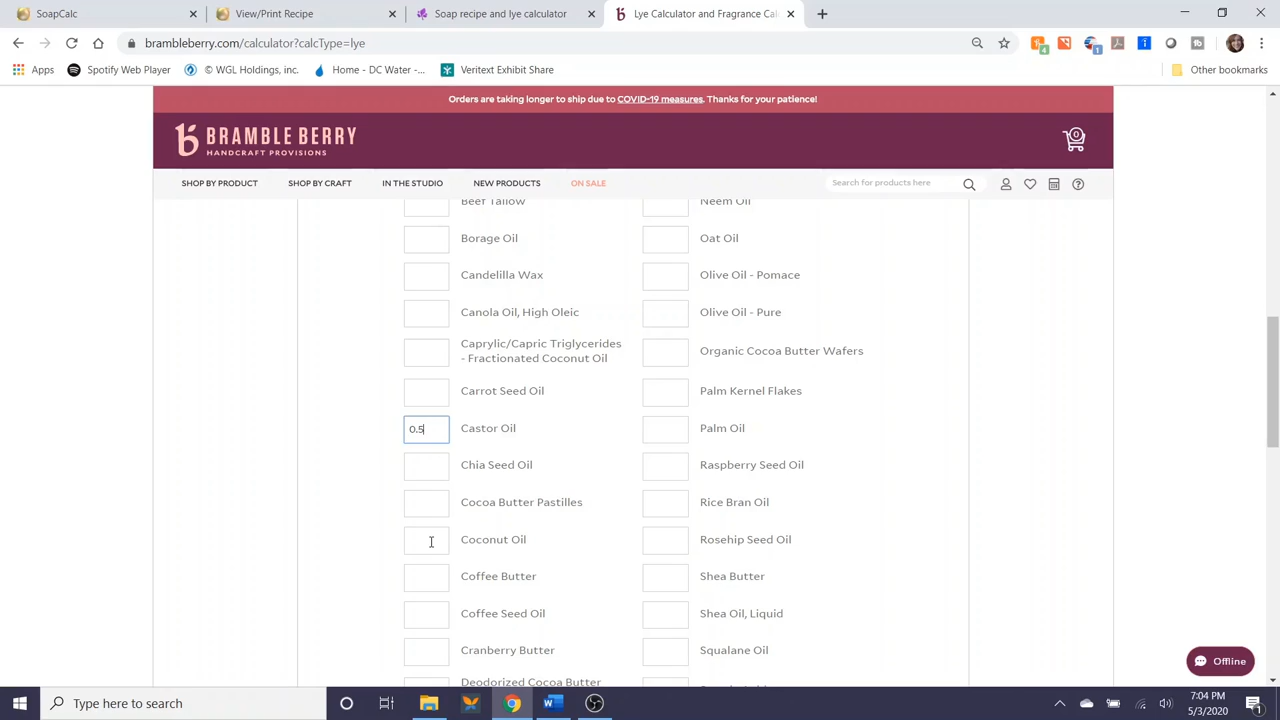 SoapCalc
View/Print Recipe
Soap recipe and lye calculator
Lye Calculator and Fragrance Cal
brambleberry.com/calculator?calcType=lye
4
1
Apps
Spotify Web Player
© WGL Holdings, inc.
Home - DC Water -...
Veritext Exhibit Share
Other bookmarks
Orders are taking longer to ship due to COVID-19 measures. Thanks for your patience!
BRAMBLE BERRY
HANDCRAFT PROVISIONS
0
SHOP BY PRODUCT
SHOP BY CRAFT
IN THE STUDIO
NEW PRODUCTS
ON SALE
Search for products here
Beef Tallow
Neem Oil
Borage Oil
Oat Oil
Candelilla Wax
Olive Oil - Pomace
Canola Oil, High Oleic
Olive Oil - Pure
Caprylic/Capric Triglycerides
- Fractionated Coconut Oil
Organic Cocoa Butter Wafers
Carrot Seed Oil
Palm Kernel Flakes
0.5
Castor Oil
Palm Oil
Chia Seed Oil
Raspberry Seed Oil
Cocoa Butter Pastilles
Rice Bran Oil
Coconut Oil
Rosehip Seed Oil
Coffee Butter
Shea Butter
Coffee Seed Oil
Shea Oil, Liquid
Cranberry Butter
Squalane Oil
Deodorized Cocoa Butter
Offline
Type here to search
7:04 PM
5/3/2020
1